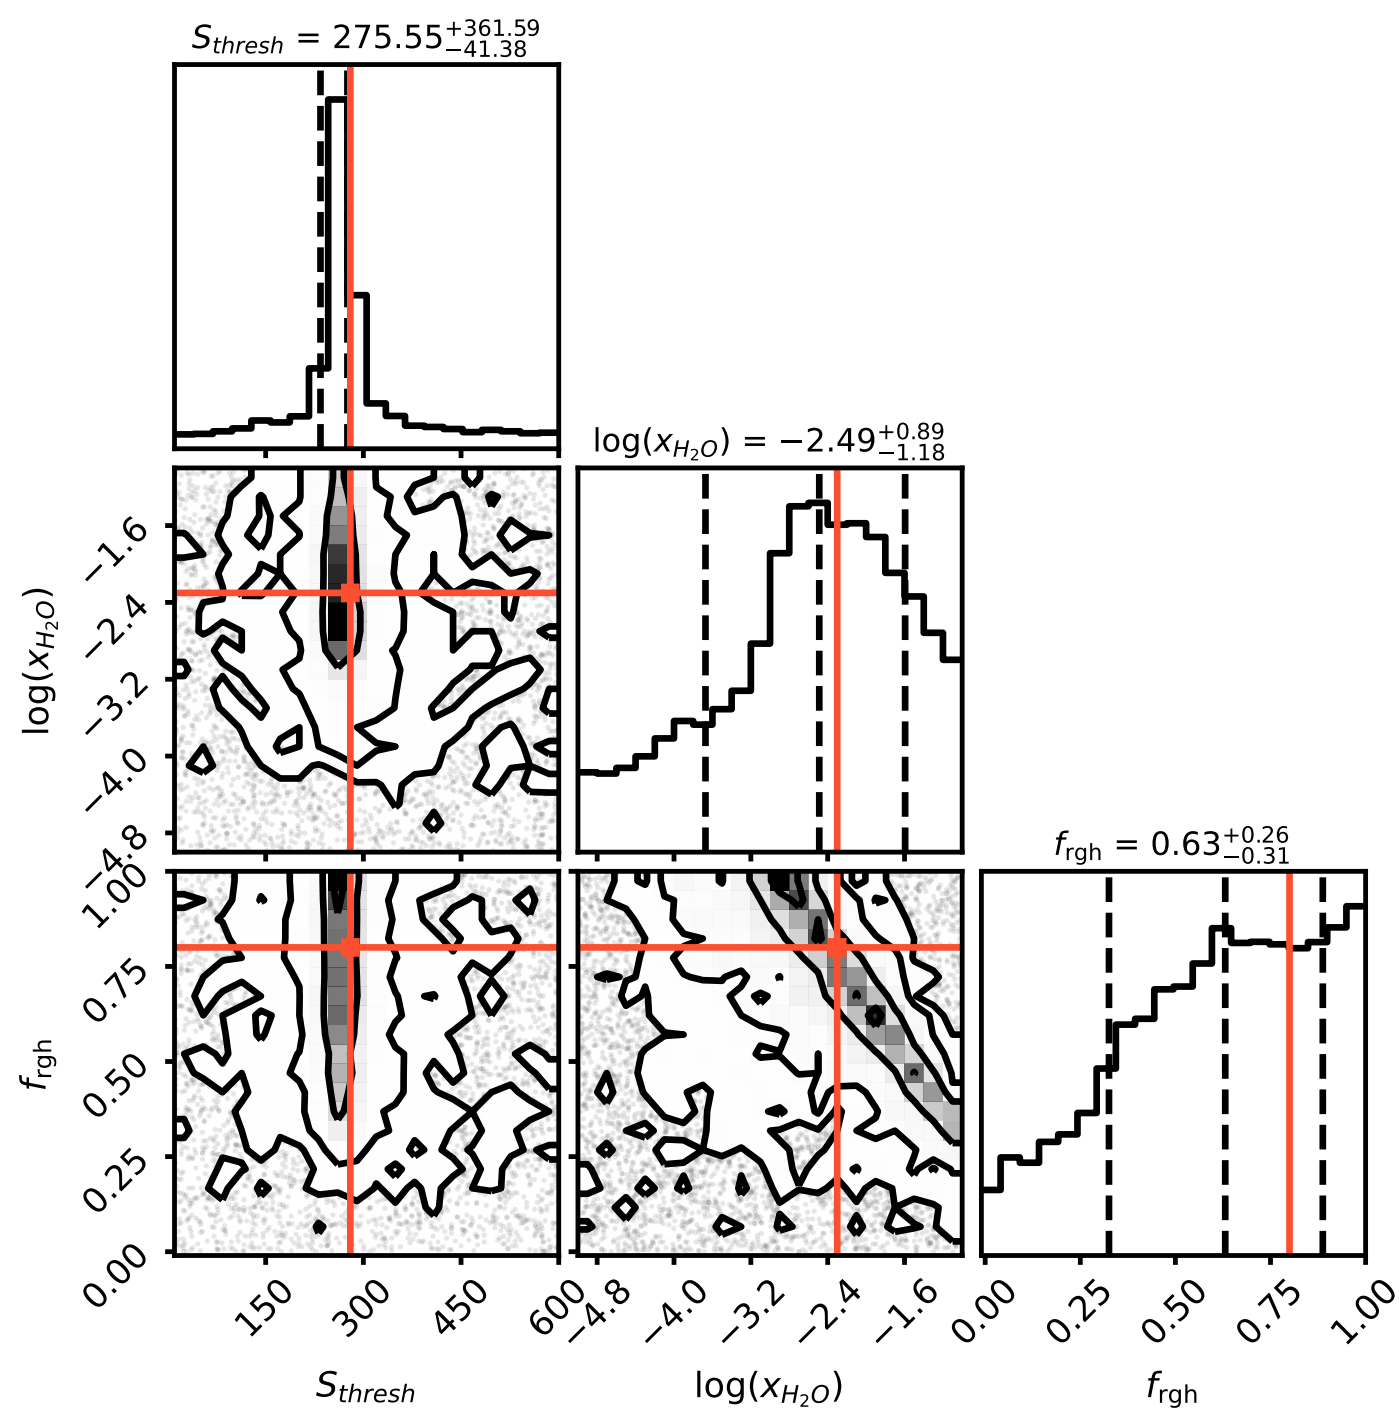 S_thresh = 275.55^{+361.59}_{−41.38}
log(x_{H_2O}) = −2.49^{+0.89}_{−1.18}
−1.6
−2.4
−3.2
−4.0
−4.8
log(x_{H_2O})
f_rgh = 0.63^{+0.26}_{−0.31}
1.00
0.75
0.50
0.25
0.00
f_rgh
150 300 450 600
−4.8 −4.0 −3.2 −2.4 −1.6
0.00 0.25 0.50 0.75 1.00
S_thresh
log(x_{H_2O})
f_rgh